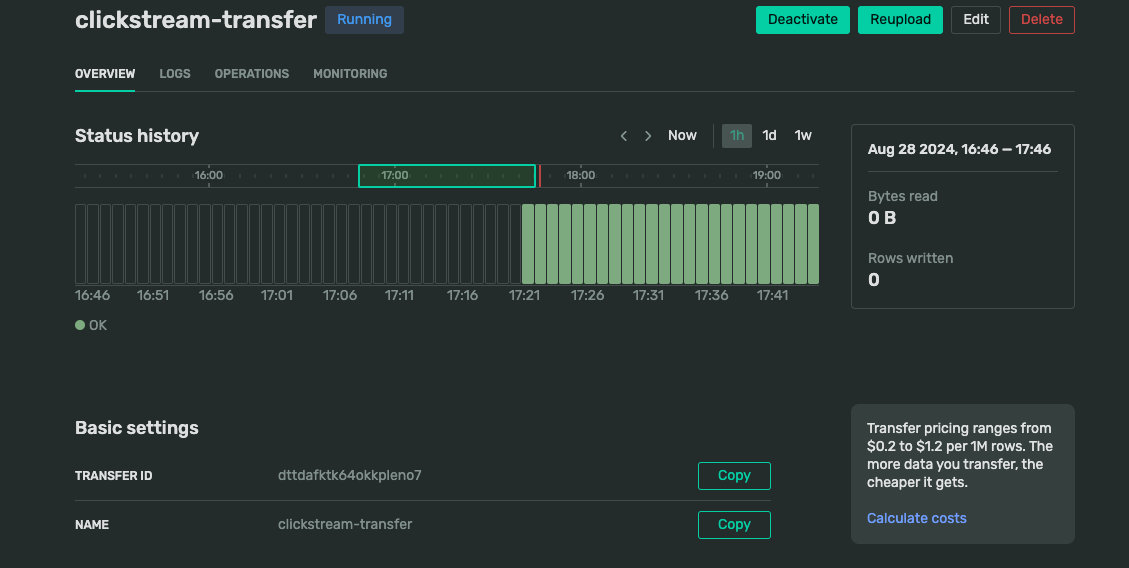 clickstream-transfer Running Deactivate Reupload Edit Delete
OVERVIEW LOGS OPERATIONS MONITORING
Status history Now 1h 1d 1w
16:00 17:00 18:00 19:00
16:46 16:51 16:56 17:01 17:06 17:11 17:16 17:21 17:26 17:31 17:36 17:41
OK
Aug 28 2024, 16:46 — 17:46
Bytes read
0 B
Rows written
0
Basic settings
TRANSFER ID dttdafktk64okkpleno7 Copy
NAME clickstream-transfer Copy
Transfer pricing ranges from
$0.2 to $1.2 per 1M rows. The
more data you transfer, the
cheaper it gets.
Calculate costs